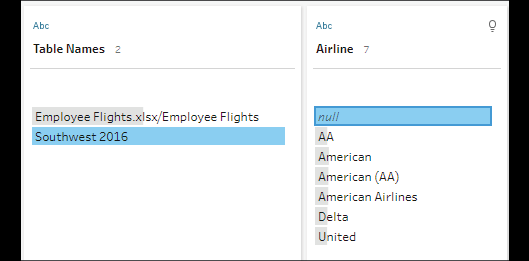 Abc
Table Names 2
Employee Flights.xlsx/Employee Flights
Southwest 2016
Abc
Airline 7
null
AA
American
American (AA)
American Airlines
Delta
United